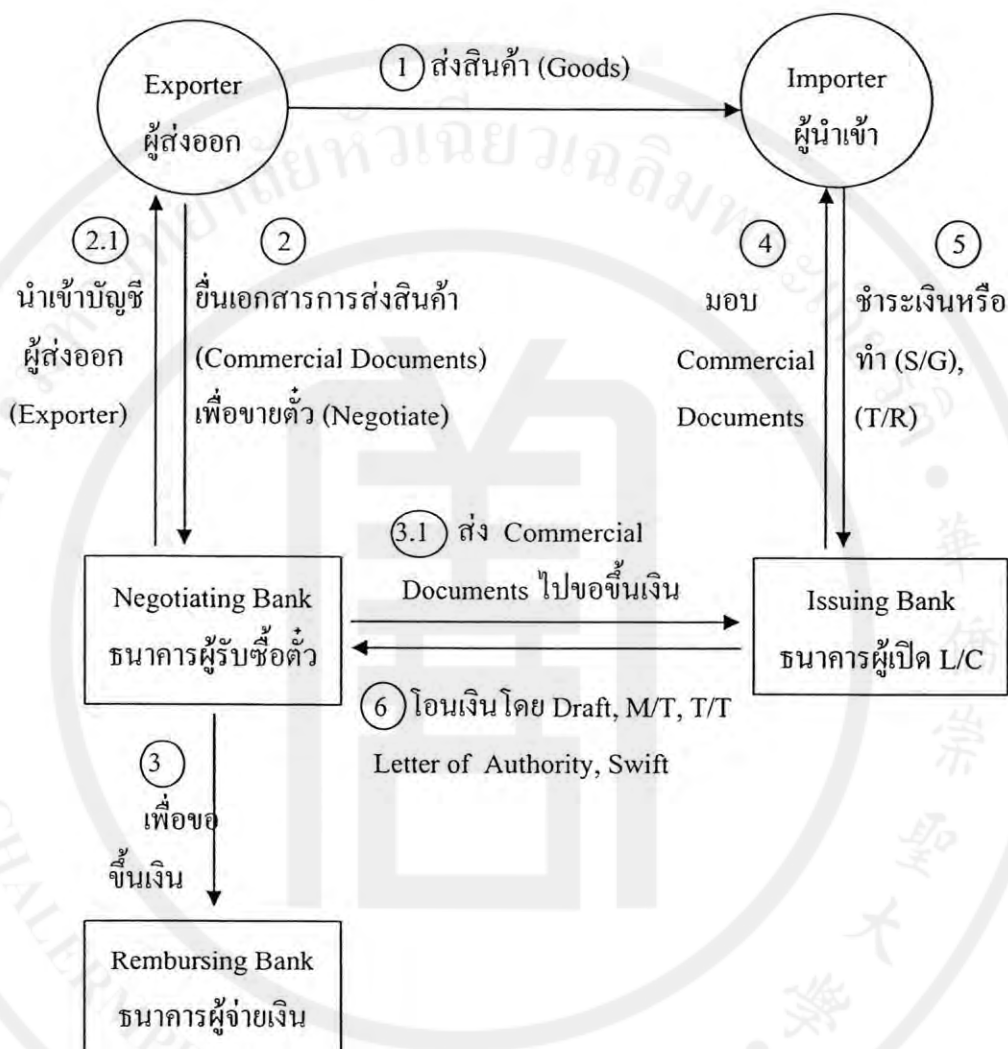 Exporter
ผู้ส่งออก
1 ส่งสินค้า (Goods)
Importer
ผู้นำเข้า
2.1
นำเข้าบัญชี
ผู้ส่งออก
(Exporter)
2
ยื่นเอกสารการส่งสินค้า
(Commercial Documents)
เพื่อขายตั๋ว (Negotiate)
4
มอบ
Commercial
Documents
5
ชำระเงินหรือ
ทำ (S/G),
(T/R)
3.1 ส่ง Commercial
Documents ไปขอขึ้นเงิน
Negotiating Bank
ธนาคารผู้รับซื้อตั๋ว
Issuing Bank
ธนาคารผู้เปิด L/C
6 โอนเงินโดย Draft, M/T, T/T
Letter of Authority, Swift
3
เพื่อขอ
ขึ้นเงิน
Rembursing Bank
ธนาคารผู้จ่ายเงิน
華
僑
崇
聖
大
學